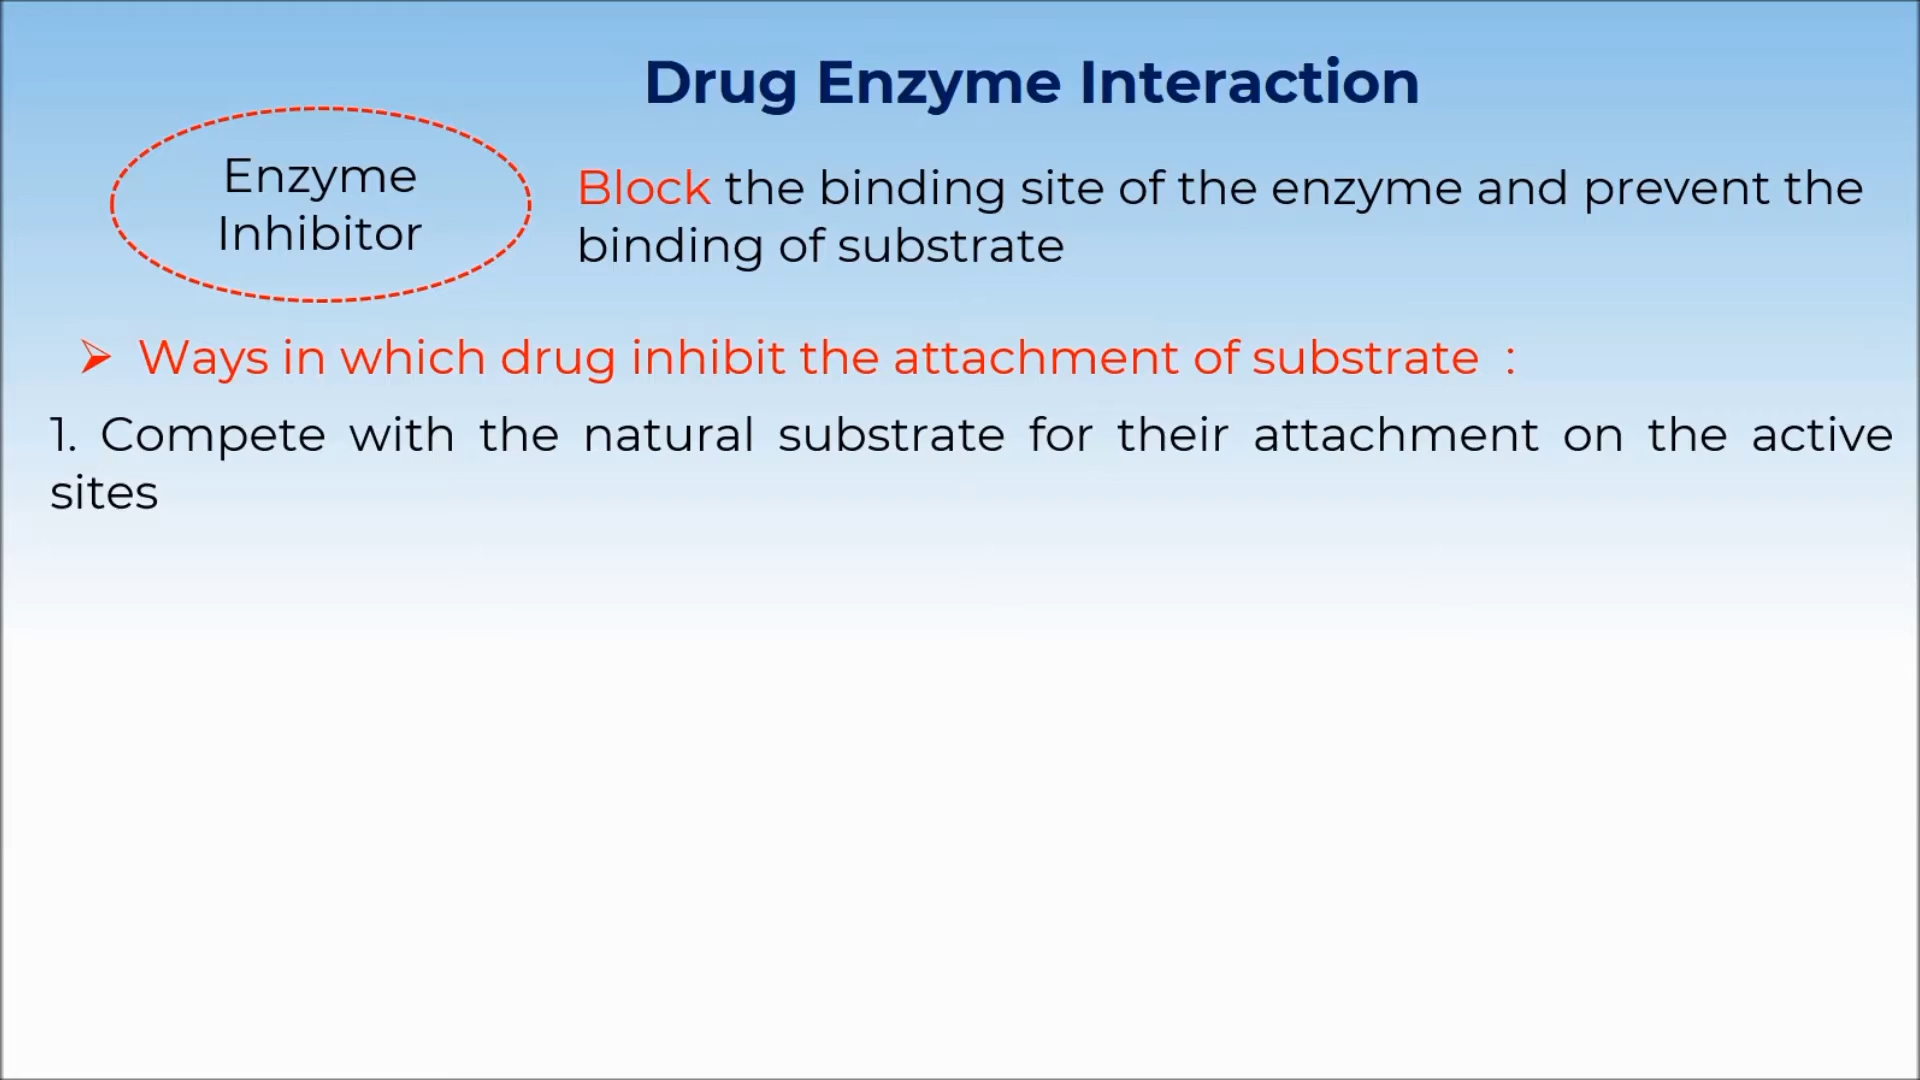 Drug Enzyme Interaction
Enzyme
Inhibitor
Block the binding site of the enzyme and prevent the
binding of substrate
Ways in which drug inhibit the attachment of substrate :
1. Compete with the natural substrate for their attachment on the active
sites